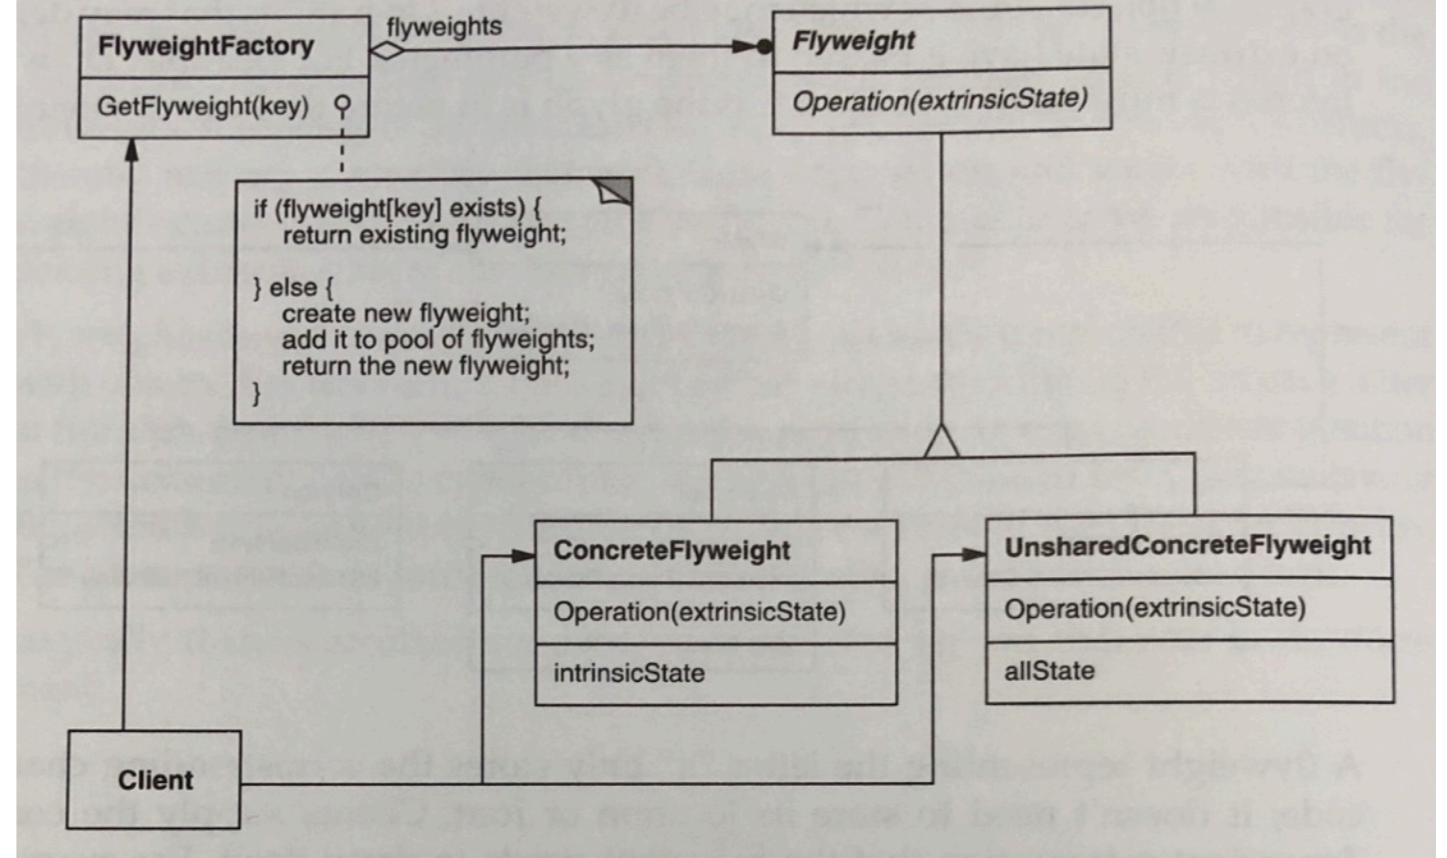 flyweights
FlyweightFactory
GetFlyweight(key)
Flyweight
Operation(extrinsicState)
if (flyweight[key] exists) {
return existing flyweight;
} else {
create new flyweight;
add it to pool of flyweights;
return the new flyweight;
}
ConcreteFlyweight
Operation(extrinsicState)
intrinsicState
UnsharedConcreteFlyweight
Operation(extrinsicState)
allState
Client